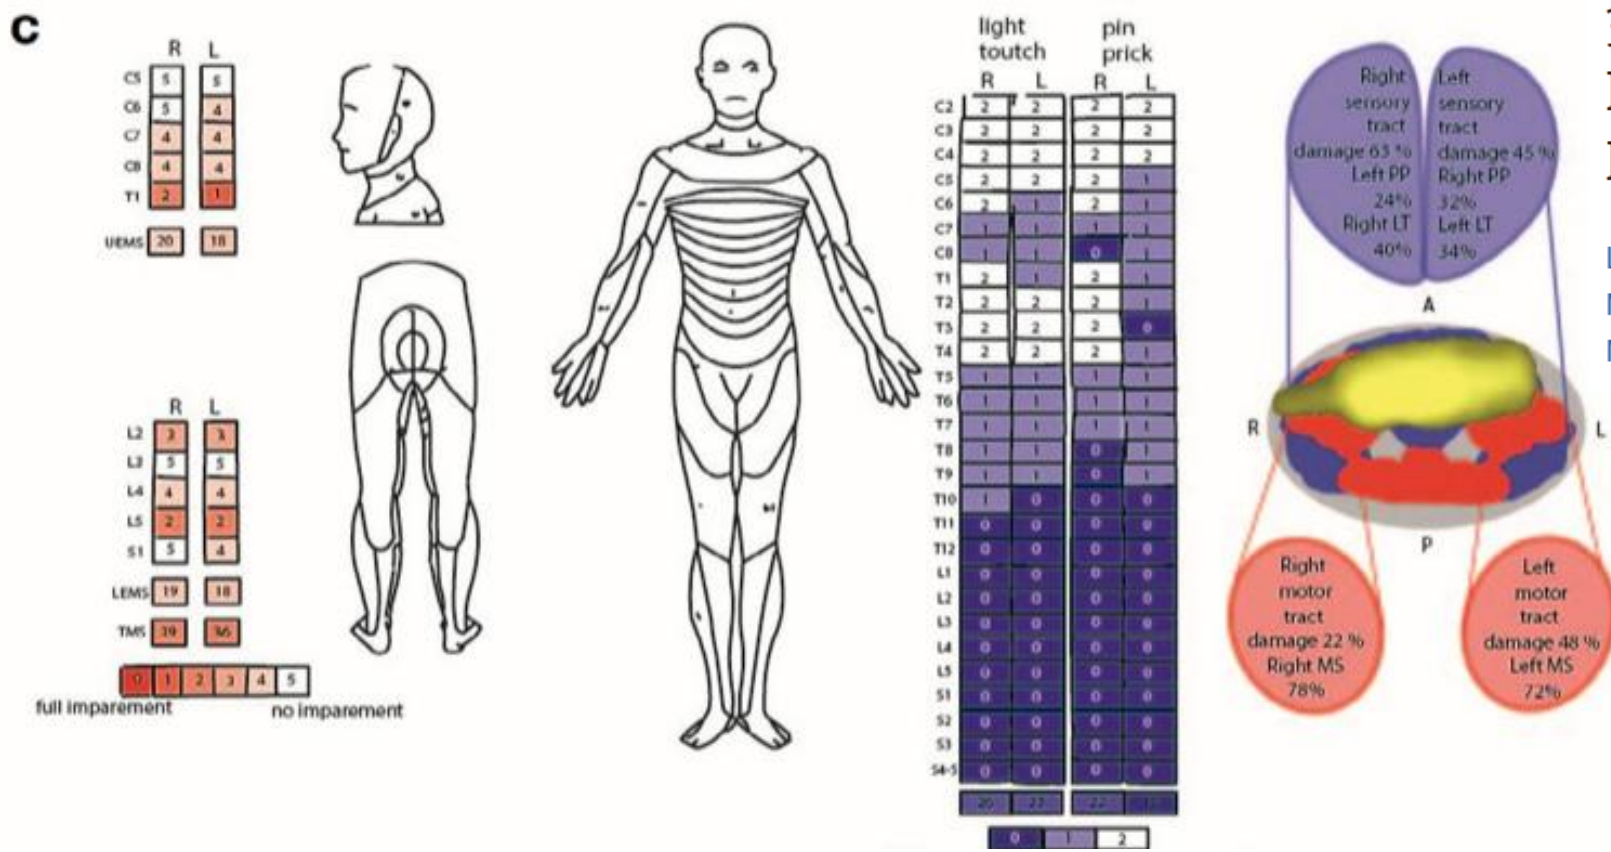 c
R L
C5 5 5
C6 5 4
C7 4 4
C8 4 4
T1 2 1
UEMS 20 18
R L
L2 3 3
L3 5 5
L4 4 4
L5 2 2
S1 5 4
LEMS 19 18
TMS 39 36
0 1 2 3 4 5
full imparement
no imparement
light
toutch
pin
prick
R L R L
C2 2 2 2 2
C3 2 2 2 2
C4 2 2 2 2
C5 2 2 2 1
C6 2 1 2 1
C7 1 1 1 1
C8 1 1 0 1
T1 2 1 2 1
T2 2 2 2 1
T3 2 2 2 0
T4 2 2 2 1
T5 1 1 1 1
T6 1 1 1 1
T7 1 1 1 1
T8 1 1 0 1
T9 1 1 0 1
T10 1 0 0 0
T11 0 0 0 0
T12 0 0 0 0
L1 0 0 0 0
L2 0 0 0 0
L3 0 0 0 0
L4 0 0 0 0
L5 0 0 0 0
S1 0 0 0 0
S2 0 0 0 0
S3 0 0 0 0
S4-5 0 0 0 0
22
0 1 2
Right
sensory
tract
damage 63 %
Left PP
24%
Right LT
40%
Left
sensory
tract
damage 45 %
Right PP
32%
Left LT
34%
A
R
L
P
Right
motor
tract
damage 22 %
Right MS
78%
Left
motor
tract
damage 48 %
Left MS
72%